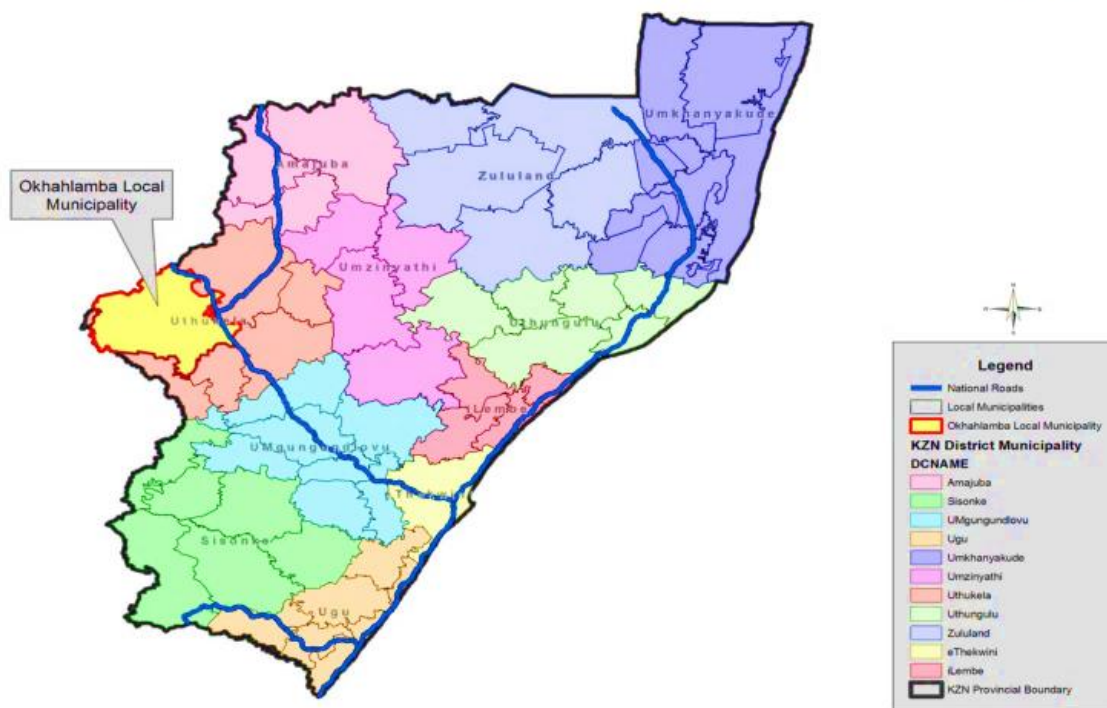 Okhahlamba Local
Municipality
Umkhanyakude
Amajuba
Zululand
Umzinyathi
Uthukela
Uthungulu
iLembe
UMgungundlovu
eThekwini
Sisonke
Ugu
Legend
National Roads
Local Municipalities
Okhahlamba Local Municipality
KZN District Municipality
DCNAME
Amajuba
Sisonke
UMgungundlovu
Ugu
Umkhanyakude
Umzinyathi
Uthukela
Uthungulu
Zululand
eThekwini
iLembe
KZN Provincial Boundary